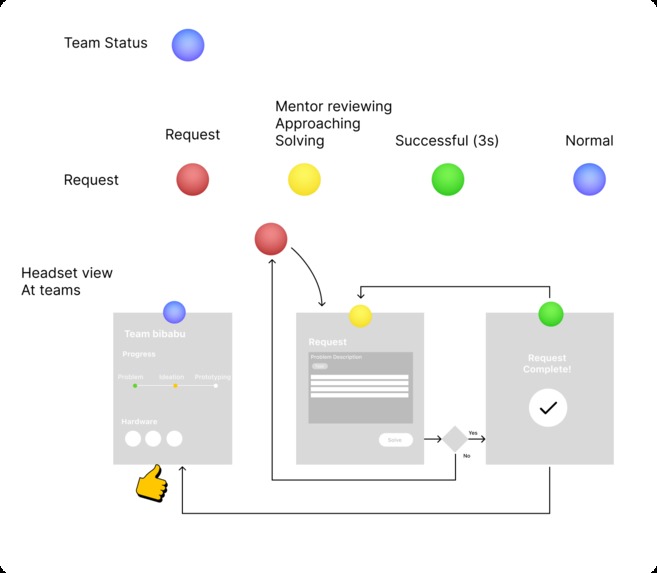 Team Status
Mentor reviewing
Approaching
Solving
Request
Successful (3s)
Normal
Request
Headset view
At teams
Team bibabu
Progress
Problem
Ideation
Prototyping
Hardware
Request
Problem Description
Solve
Yes
No
Request
Complete!